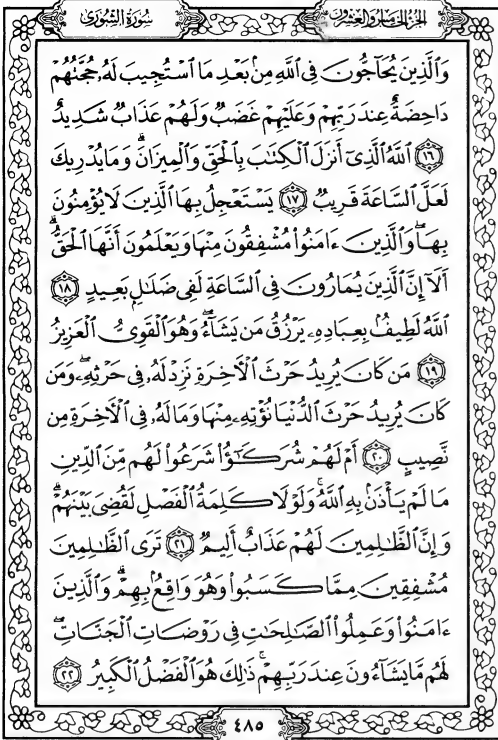 الجزء الخامس والعشرون
سُورَةُ الشُّورَىٰ
وَٱلَّذِينَ يُحَآجُّونَ فِى ٱللَّهِ مِنۢ بَعْدِ مَا ٱسْتُجِيبَ لَهُۥ حُجَّتُهُمْ
دَاحِضَةٌ عِندَ رَبِّهِمْ وَعَلَيْهِمْ غَضَبٌ وَلَهُمْ عَذَابٌ شَدِيدٌ
١٦ ٱللَّهُ ٱلَّذِىٓ أَنزَلَ ٱلْكِتَٰبَ بِٱلْحَقِّ وَٱلْمِيزَانَ ۗ وَمَا يُدْرِيكَ
لَعَلَّ ٱلسَّاعَةَ قَرِيبٌ ١٧ يَسْتَعْجِلُ بِهَا ٱلَّذِينَ لَا يُؤْمِنُونَ
بِهَا ۖ وَٱلَّذِينَ ءَامَنُوا۟ مُشْفِقُونَ مِنْهَا وَيَعْلَمُونَ أَنَّهَا ٱلْحَقُّ ۗ
أَلَآ إِنَّ ٱلَّذِينَ يُمَارُونَ فِى ٱلسَّاعَةِ لَفِى ضَلَٰلٍۭ بَعِيدٍ ١٨
ٱللَّهُ لَطِيفٌۢ بِعِبَادِهِۦ يَرْزُقُ مَن يَشَآءُ ۖ وَهُوَ ٱلْقَوِىُّ ٱلْعَزِيزُ
١٩ مَن كَانَ يُرِيدُ حَرْثَ ٱلْءَاخِرَةِ نَزِدْ لَهُۥ فِى حَرْثِهِۦ ۖ وَمَن
كَانَ يُرِيدُ حَرْثَ ٱلدُّنْيَا نُؤْتِهِۦ مِنْهَا وَمَا لَهُۥ فِى ٱلْءَاخِرَةِ مِن
نَّصِيبٍ ٢٠ أَمْ لَهُمْ شُرَكَٰٓؤُا۟ شَرَعُوا۟ لَهُم مِّنَ ٱلدِّينِ
مَا لَمْ يَأْذَنۢ بِهِ ٱللَّهُ ۚ وَلَوْلَا كَلِمَةُ ٱلْفَصْلِ لَقُضِىَ بَيْنَهُمْ ۗ
وَإِنَّ ٱلظَّٰلِمِينَ لَهُمْ عَذَابٌ أَلِيمٌ ٢١ تَرَى ٱلظَّٰلِمِينَ
مُشْفِقِينَ مِمَّا كَسَبُوا۟ وَهُوَ وَاقِعٌۢ بِهِمْ ۗ وَٱلَّذِينَ
ءَامَنُوا۟ وَعَمِلُوا۟ ٱلصَّٰلِحَٰتِ فِى رَوْضَاتِ ٱلْجَنَّاتِ ۖ
لَهُم مَّا يَشَآءُونَ عِندَ رَبِّهِمْ ۚ ذَٰلِكَ هُوَ ٱلْفَضْلُ ٱلْكَبِيرُ ٢٢
٤٨٥